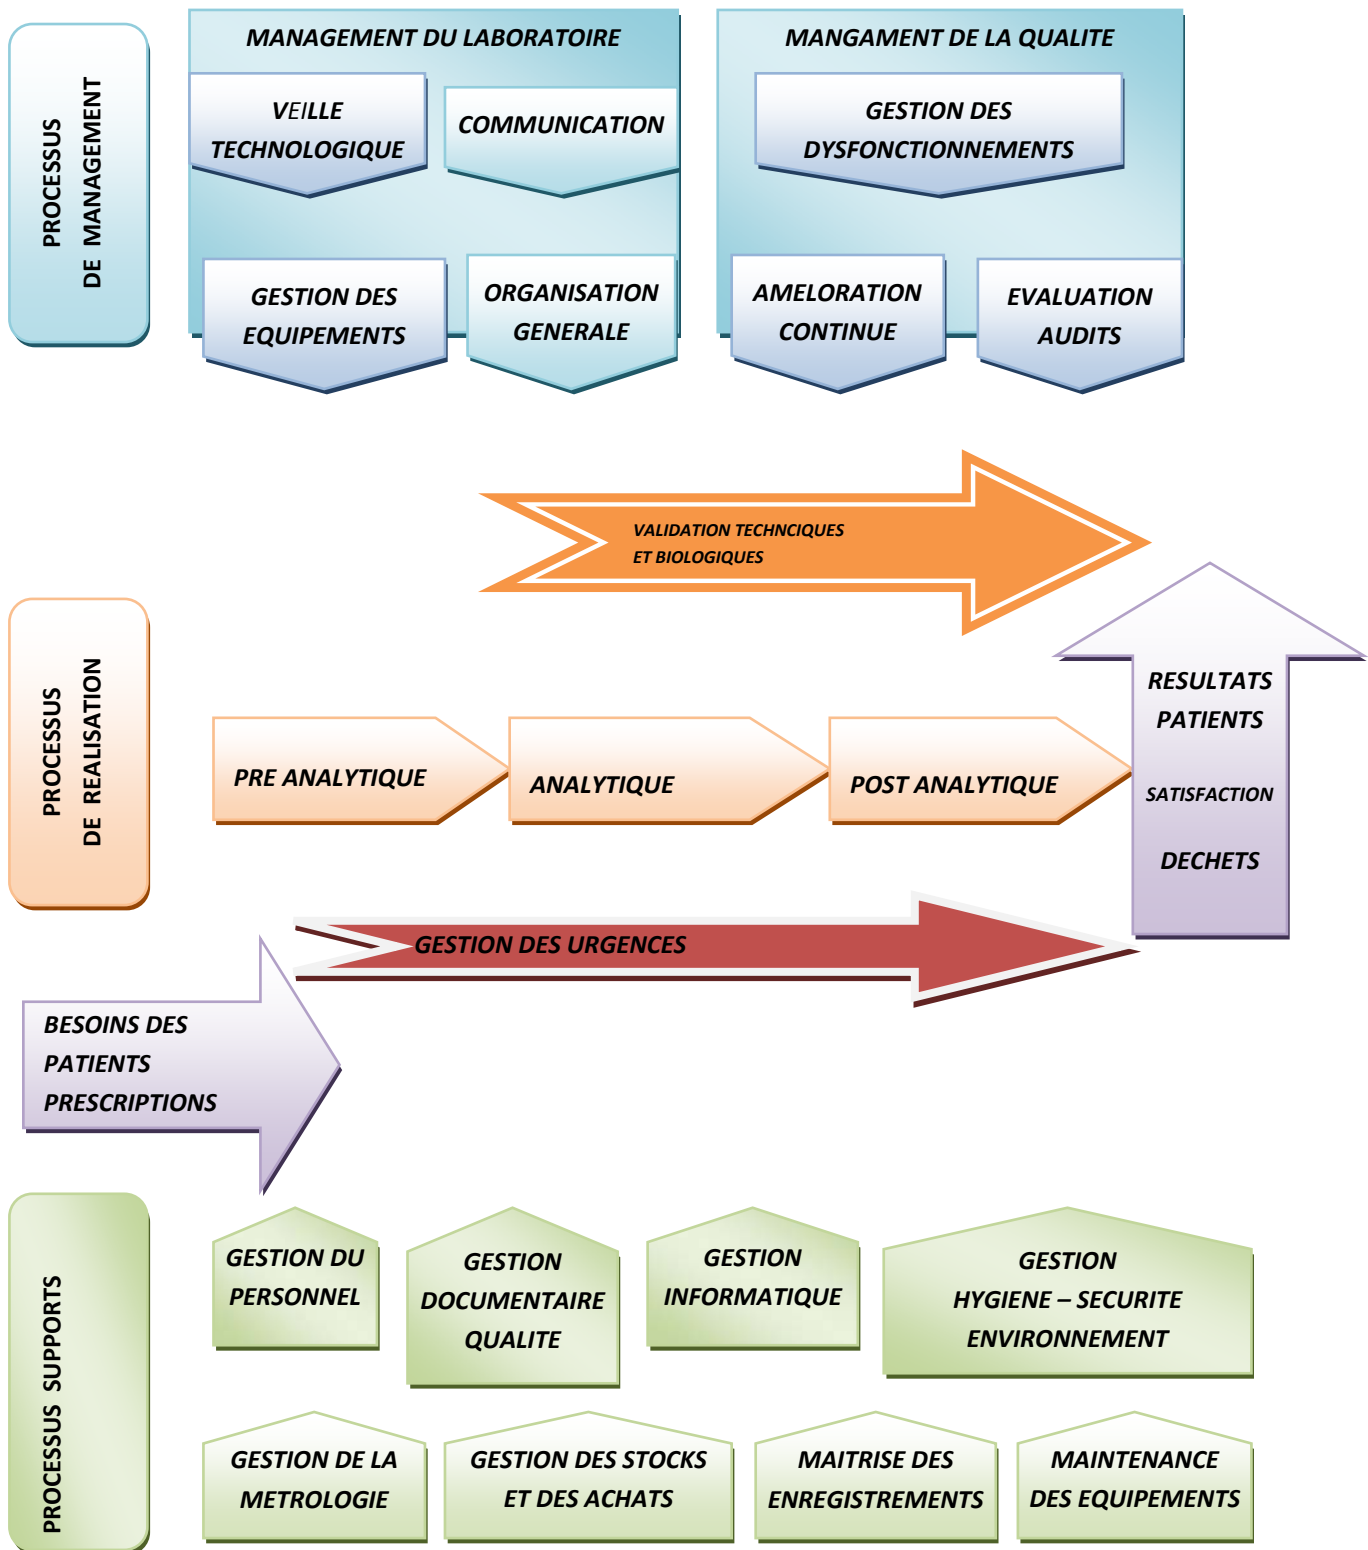 PROCESSUS
DE MANAGEMENT
MANAGEMENT DU LABORATOIRE
VEILLE
TECHNOLOGIQUE
COMMUNICATION
GESTION DES
EQUIPEMENTS
ORGANISATION
GENERALE
MANGAMENT DE LA QUALITE
GESTION DES
DYSFONCTIONNEMENTS
AMELORATION
CONTINUE
EVALUATION
AUDITS
VALIDATION TECHNCIQUES
ET BIOLOGIQUES
PROCESSUS
DE REALISATION
PRE ANALYTIQUE
ANALYTIQUE
POST ANALYTIQUE
RESULTATS
PATIENTS
SATISFACTION
DECHETS
GESTION DES URGENCES
BESOINS DES
PATIENTS
PRESCRIPTIONS
PROCESSUS SUPPORTS
GESTION DU
PERSONNEL
GESTION
DOCUMENTAIRE
QUALITE
GESTION
INFORMATIQUE
GESTION
HYGIENE – SECURITE
ENVIRONNEMENT
GESTION DE LA
METROLOGIE
GESTION DES STOCKS
ET DES ACHATS
MAITRISE DES
ENREGISTREMENTS
MAINTENANCE
DES EQUIPEMENTS